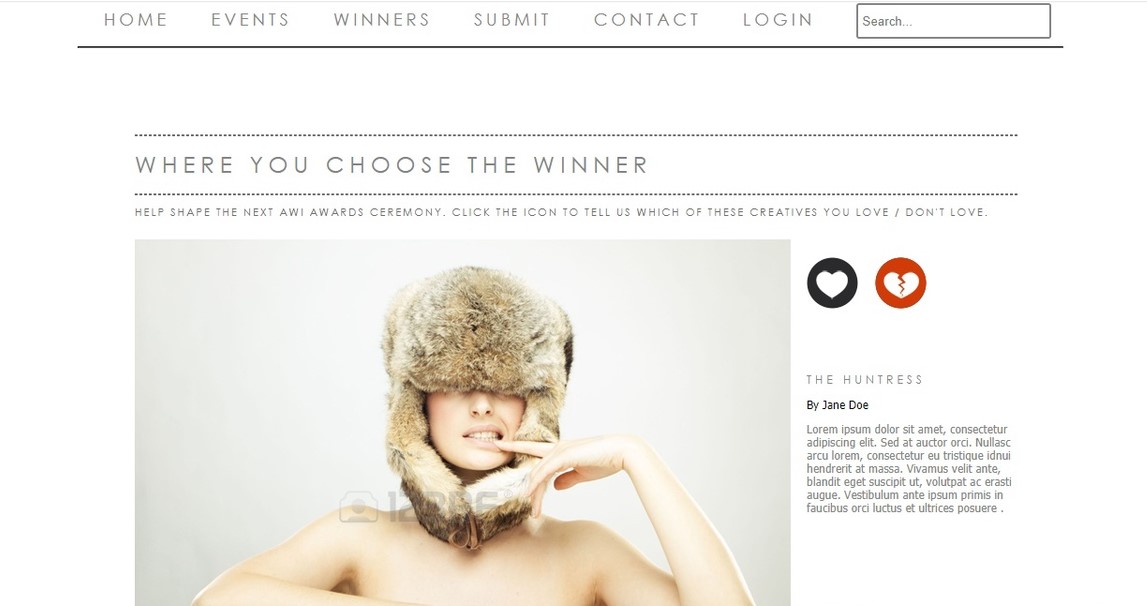 HOME EVENTS WINNERS SUBMIT CONTACT LOGIN Search...
WHERE YOU CHOOSE THE WINNER
HELP SHAPE THE NEXT AWI AWARDS CEREMONY. CLICK THE ICON TO TELL US WHICH OF THESE CREATIVES YOU LOVE / DON'T LOVE.
THE HUNTRESS
By Jane Doe
Lorem ipsum dolor sit amet, consectetur
adipiscing elit. Sed at auctor orci. Nullasc
arcu lorem, consectetur eu tristique idnui
hendrerit at massa. Vivamus velit ante,
blandit eget suscipit ut, volutpat ac erasti
augue. Vestibulum ante ipsum primis in
faucibus orci luctus et ultrices posuere .